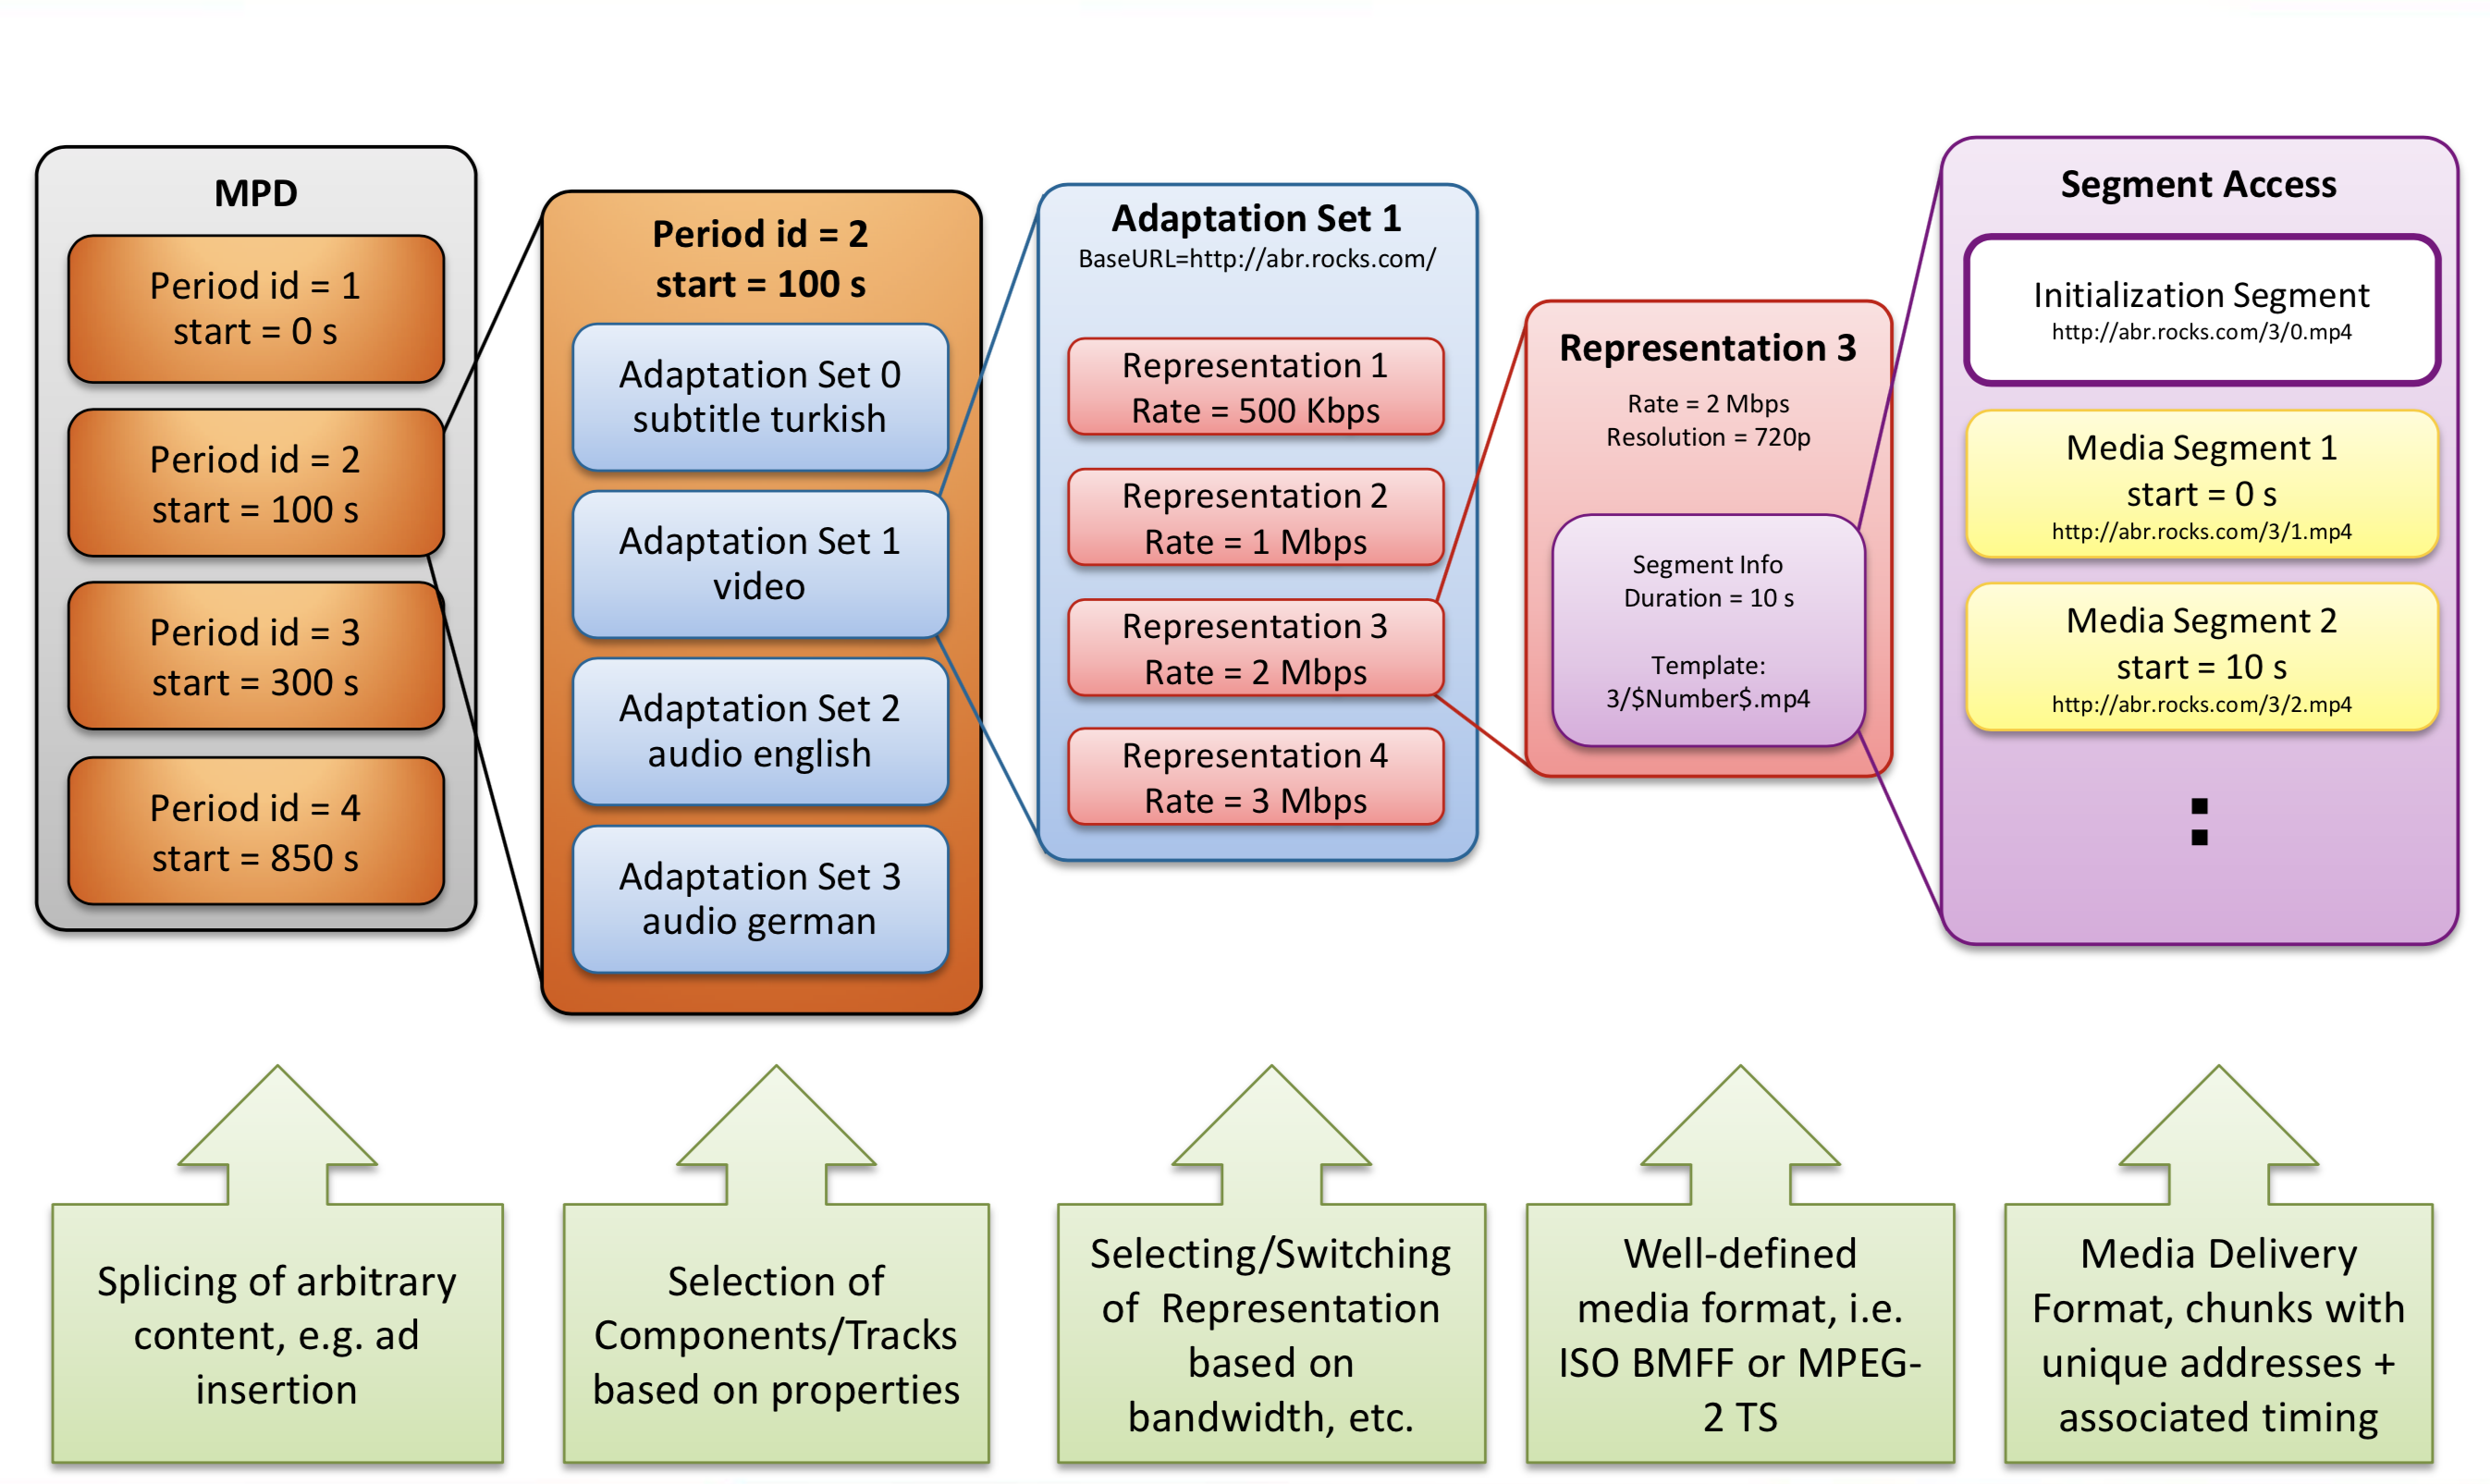 MPD
Period id = 1
start = 0 s
Period id = 2
start = 100 s
Period id = 3
start = 300 s
Period id = 4
start = 850 s
Period id = 2
start = 100 s
Adaptation Set 0
subtitle turkish
Adaptation Set 1
video
Adaptation Set 2
audio english
Adaptation Set 3
audio german
Adaptation Set 1
BaseURL=http://abr.rocks.com/
Representation 1
Rate = 500 Kbps
Representation 2
Rate = 1 Mbps
Representation 3
Rate = 2 Mbps
Representation 4
Rate = 3 Mbps
Representation 3
Rate = 2 Mbps
Resolution = 720p
Segment Info
Duration = 10 s
Template:
3/$Number$.mp4
Segment Access
Initialization Segment
http://abr.rocks.com/3/0.mp4
Media Segment 1
start = 0 s
http://abr.rocks.com/3/1.mp4
Media Segment 2
start = 10 s
http://abr.rocks.com/3/2.mp4
Splicing of arbitrary
content, e.g. ad
insertion
Selection of
Components/Tracks
based on properties
Selecting/Switching
of Representation
based on
bandwidth, etc.
Well-defined
media format, i.e.
ISO BMFF or MPEG-
2 TS
Media Delivery
Format, chunks with
unique addresses +
associated timing